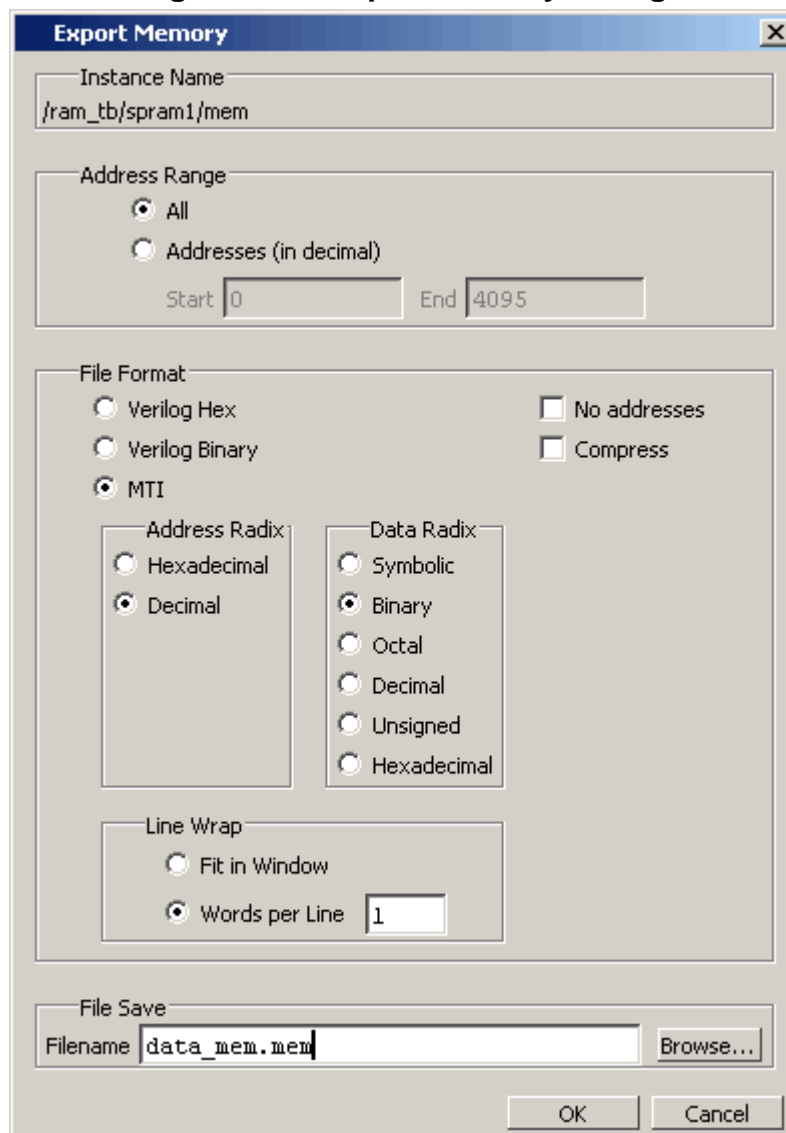 Export Memory
Instance Name
/ram_tb/spram1/mem
Address Range
All
Addresses (in decimal)
Start 0 End 4095
File Format
Verilog Hex No addresses
Verilog Binary Compress
MTI
Address Radix Data Radix
Hexadecimal Symbolic
Decimal Binary
Octal
Decimal
Unsigned
Hexadecimal
Line Wrap
Fit in Window
Words per Line 1
File Save
Filename data_mem.mem Browse...
OK Cancel